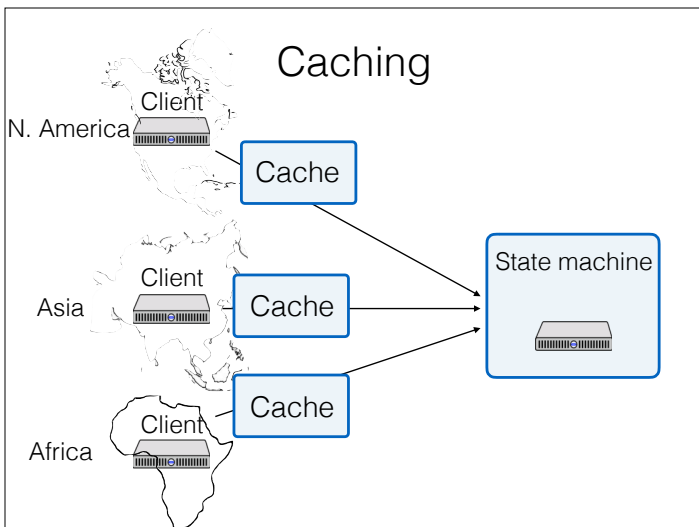 Caching
Client
N. America
Cache
State machine
Client
Asia
Cache
Client
Cache
Africa